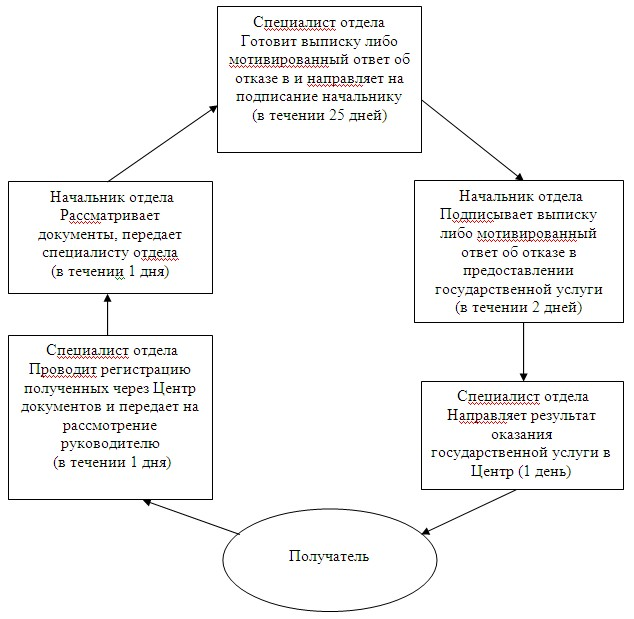 Специалист отдела
Готовит выписку либо
мотивированный ответ об
отказе в и направляет на
подписание начальнику
(в течении 25 дней)
Начальник отдела
Рассматривает
документы, передает
специалисту отдела
(в течении 1 дня)
Начальник отдела
Подписывает выписку
либо мотивированный
ответ об отказе в
предоставлении
государственной услуги
(в течении 2 дней)
Специалист отдела
Проводит регистрацию
полученных через Центр
документов и передает на
рассмотрение
руководителю
(в течении 1 дня)
Специалист отдела
Направляет результат
оказания
государственной услуги в
Центр (1 день)
Получатель